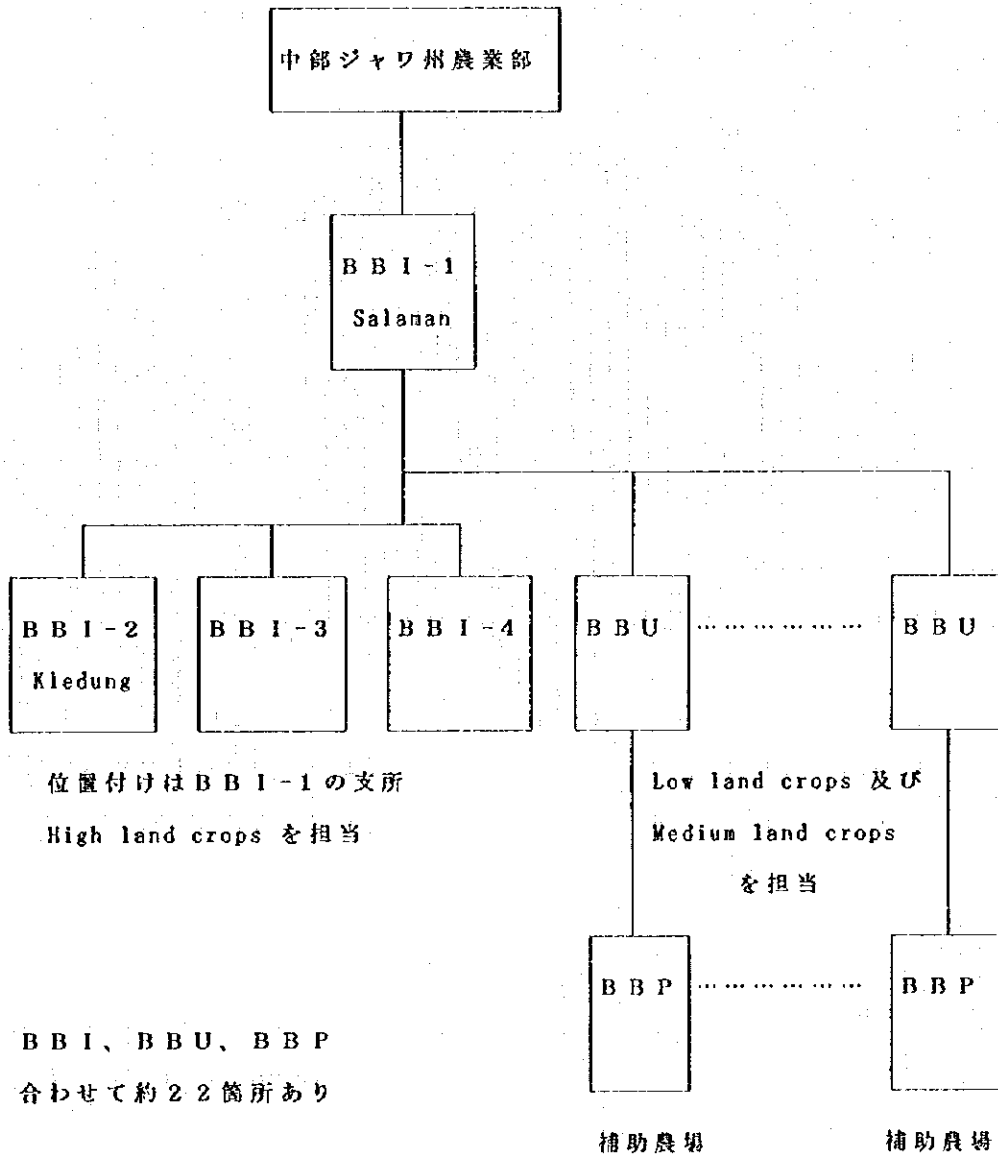 中部ジャワ州農業部
BBI-1
Salaman
BBI-2
Kledung
BBI-3
BBI-4
BBU
……………
BBU
位置付けはBBI-1の支所
High land crops を担当
Low land crops 及び
Medium land crops
を担当
BBP
……………
BBP
BBI、BBU、BBP
合わせて約22箇所あり
補助農場
補助農場